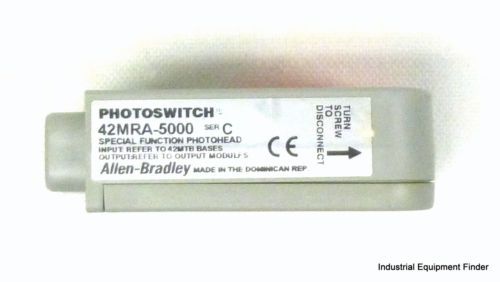 PHOTOSWITCH
42MRA-5000 SER C
SPECIAL FUNCTION PHOTOHEAD
INPUT: REFER TO 42MTB BASES
OUTPUT: REFER TO OUTPUT MODULES
Allen-Bradley MADE IN THE DOMINICAN REP
CE
TURN
SCREW
TO
DISCONNECT
Industrial Equipment Finder